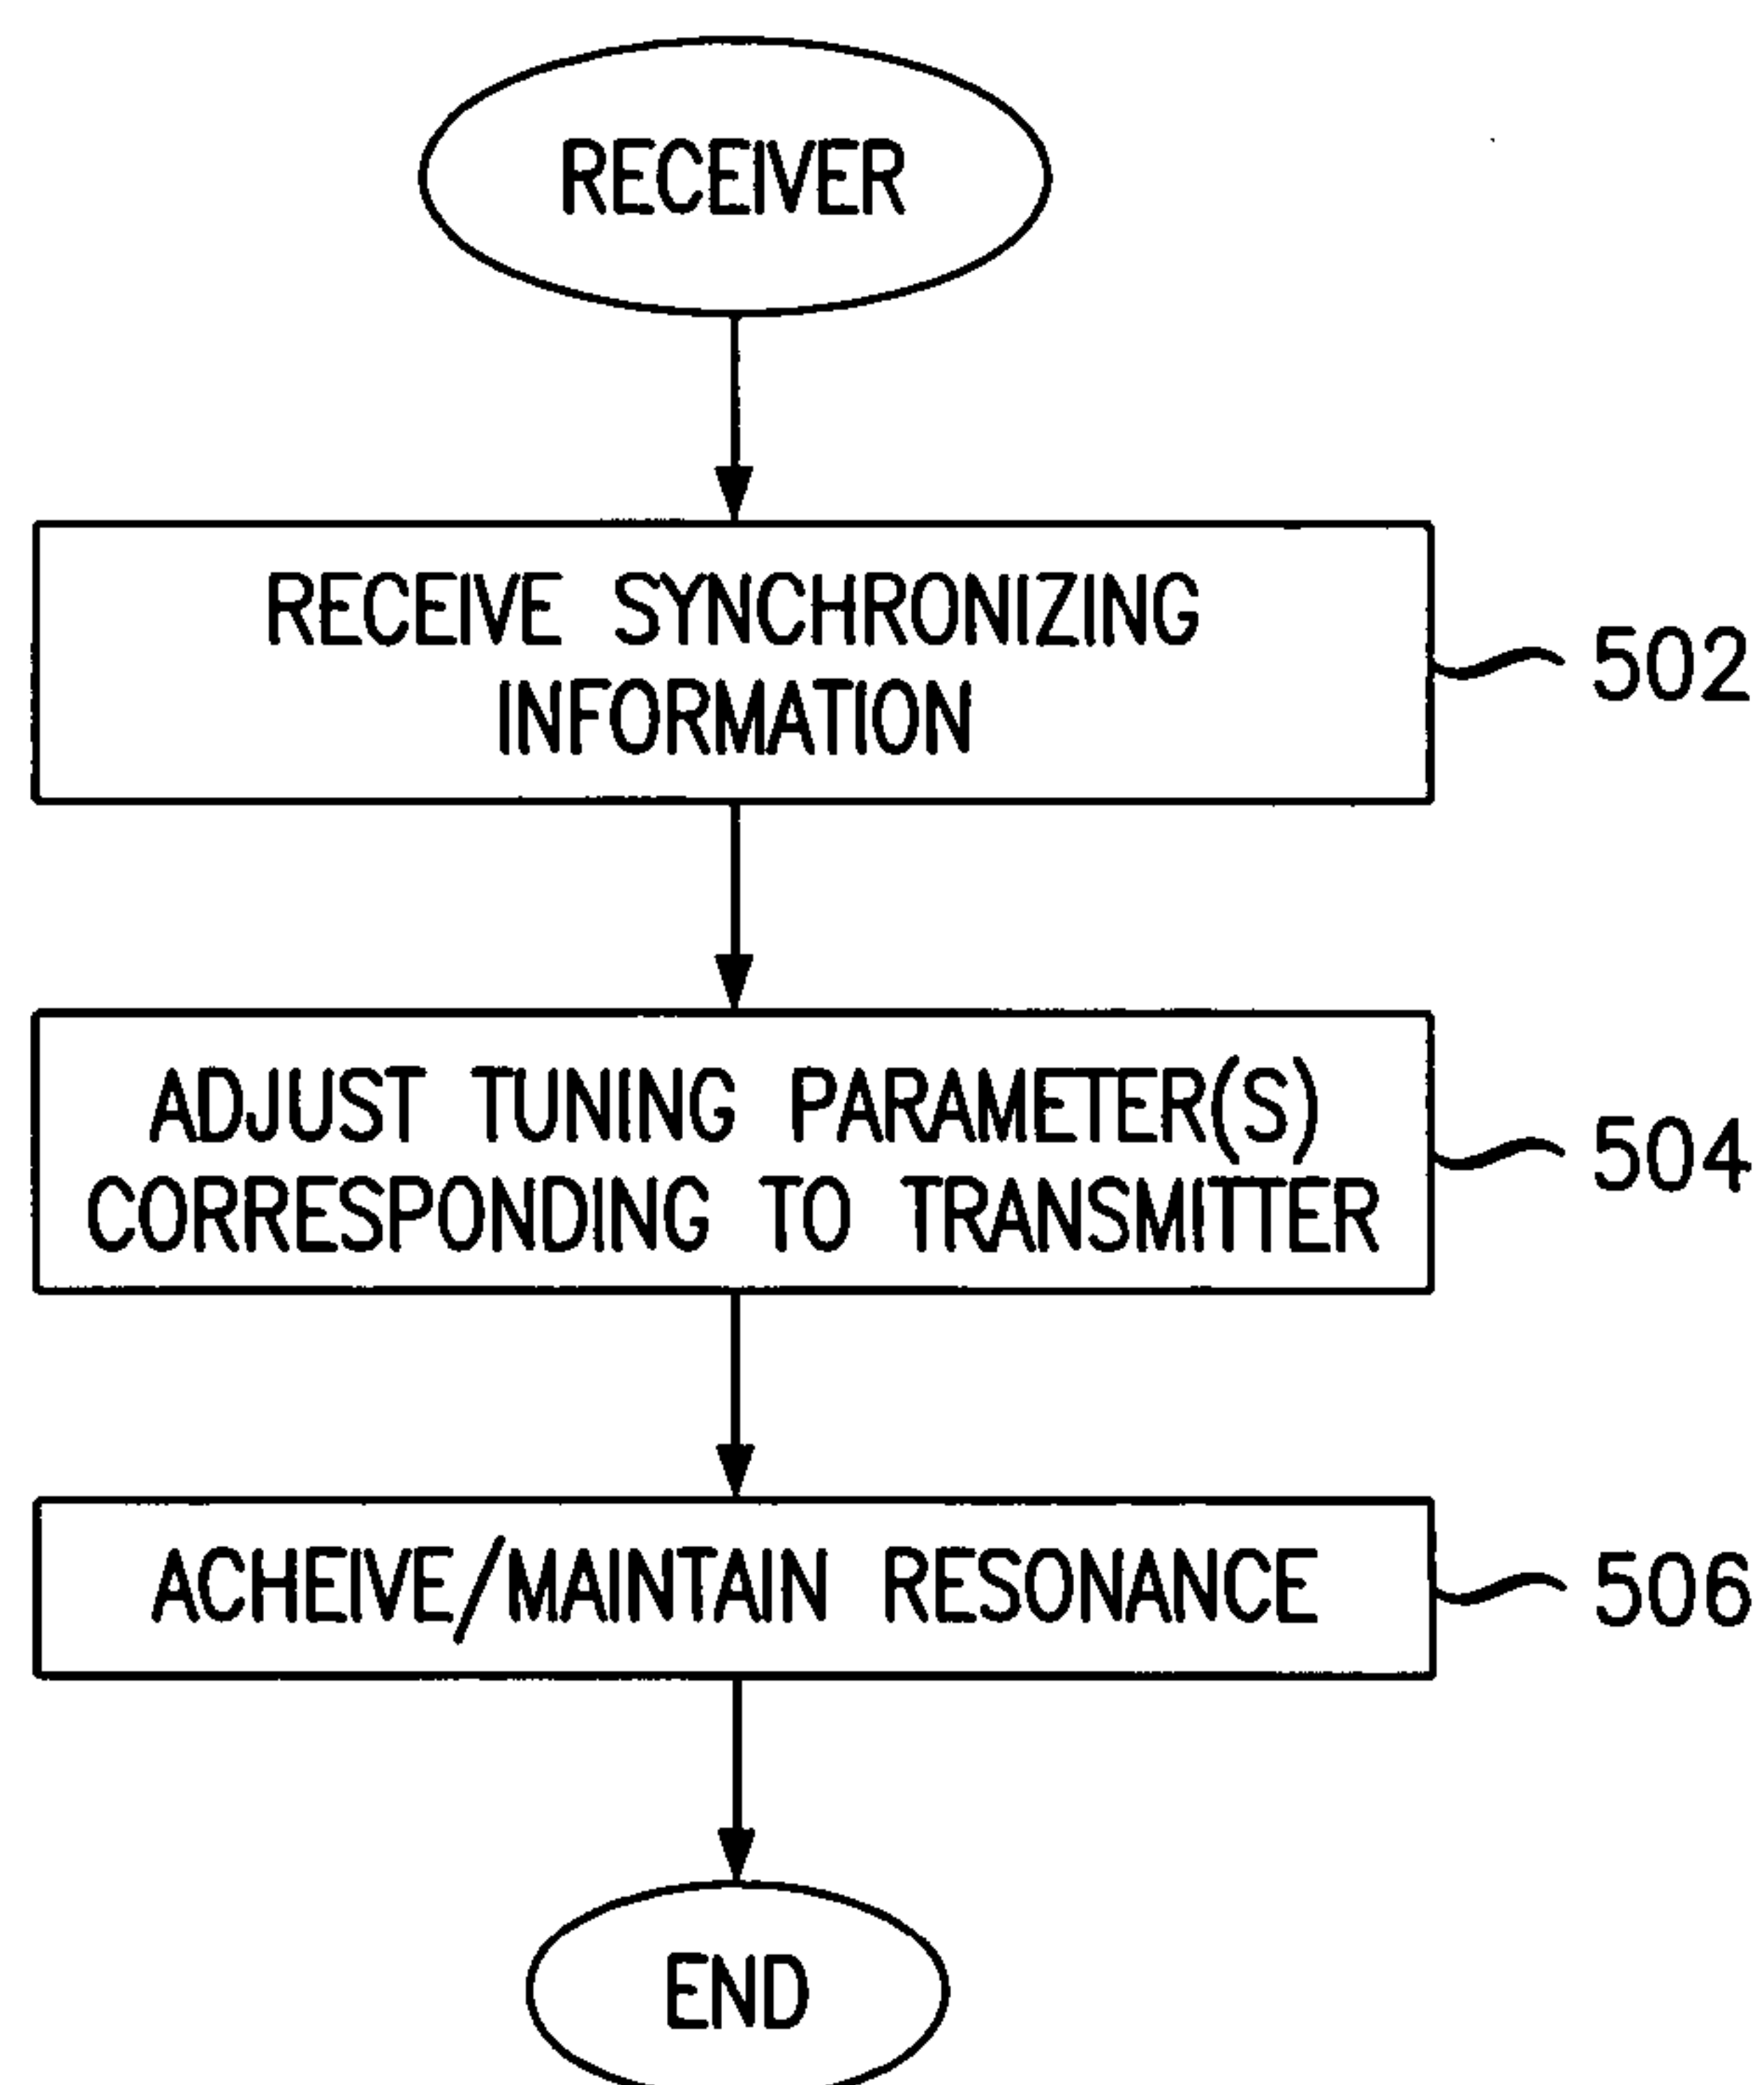 RECEIVER
RECEIVE SYNCHRONIZING
INFORMATION
502
ADJUST TUNING PARAMETER(S)
CORRESPONDING TO TRANSMITTER
504
ACHEIVE/MAINTAIN RESONANCE
506
END